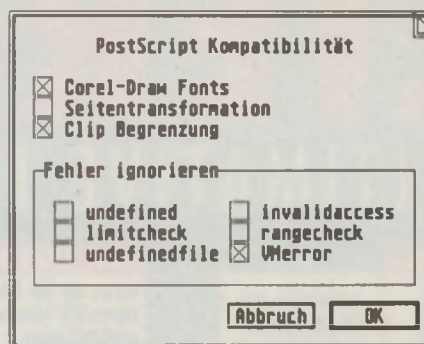 PostScript Kompatibilität
Corel-Draw Fonts
Seitentransformation
Clip Begrenzung
Fehler ignorieren
undefined invalidaccess
limitcheck rangecheck
undefinedfile VMerror
Abbruch OK